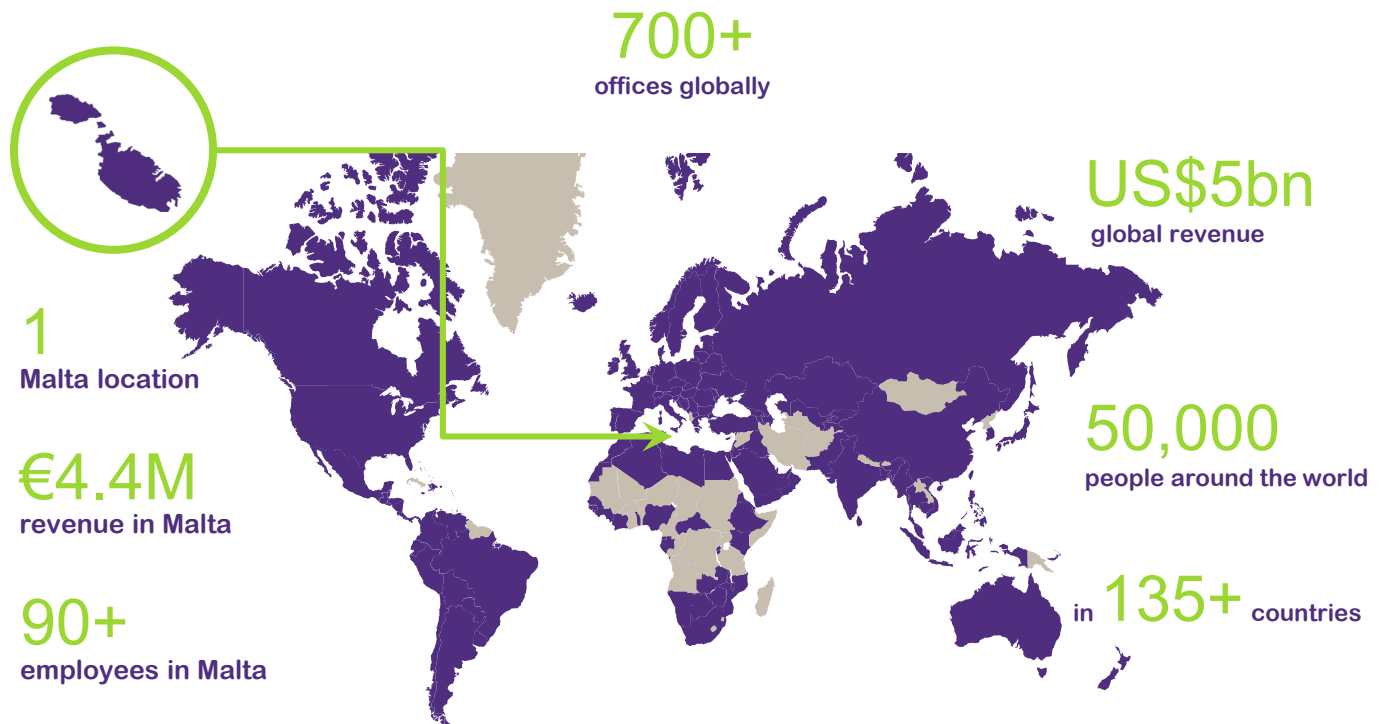 700+
offices globally
US$5bn
global revenue
1
Malta location
€4.4M
revenue in Malta
50,000
people around the world
90+
employees in Malta
in 135+ countries